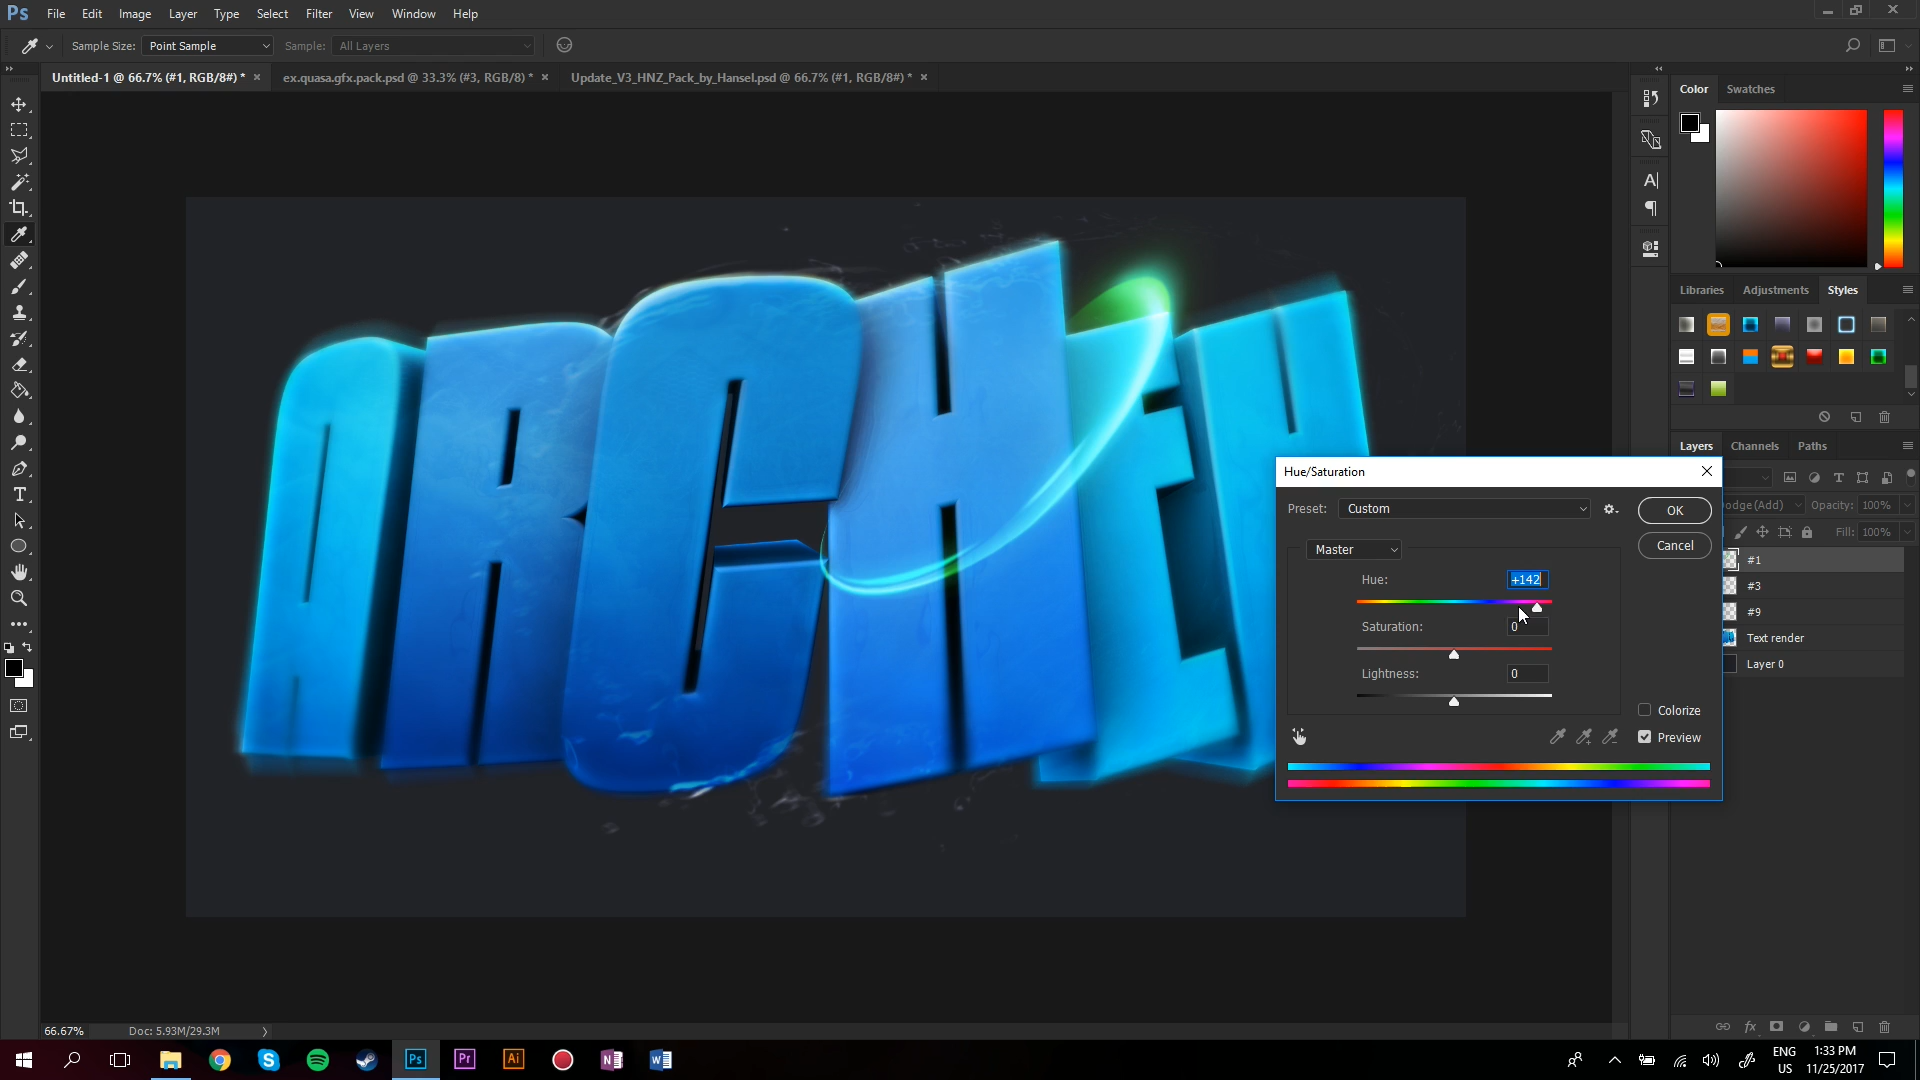 Ps File Edit Image Layer Type Select Filter View Window Help
Sample Size: Point Sample Sample: All Layers
Untitled-1 @ 66.7% (#1, RGB/8#) * ex.quasa.gfx.pack.psd @ 33.3% (#3, RGB/8) * Update_V3_HNZ_Pack_by_Hansel.psd @ 66.7% (#1, RGB/8#) *
Color Swatches
Libraries Adjustments Styles
Layers Channels Paths
Opacity: 100%
Fill: 100%
#1
#3
#9
Text render
Layer 0
Hue/Saturation
Preset: Custom
OK
Cancel
Master
Hue: +142
Saturation: 0
Lightness: 0
Colorize
Preview
66.67% Doc: 5.93M/29.3M
Ps Pr Ai N W
ENG
US
1:33 PM
11/25/2017